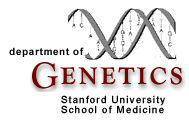 department of
GENETICS
Stanford University
School of Medicine